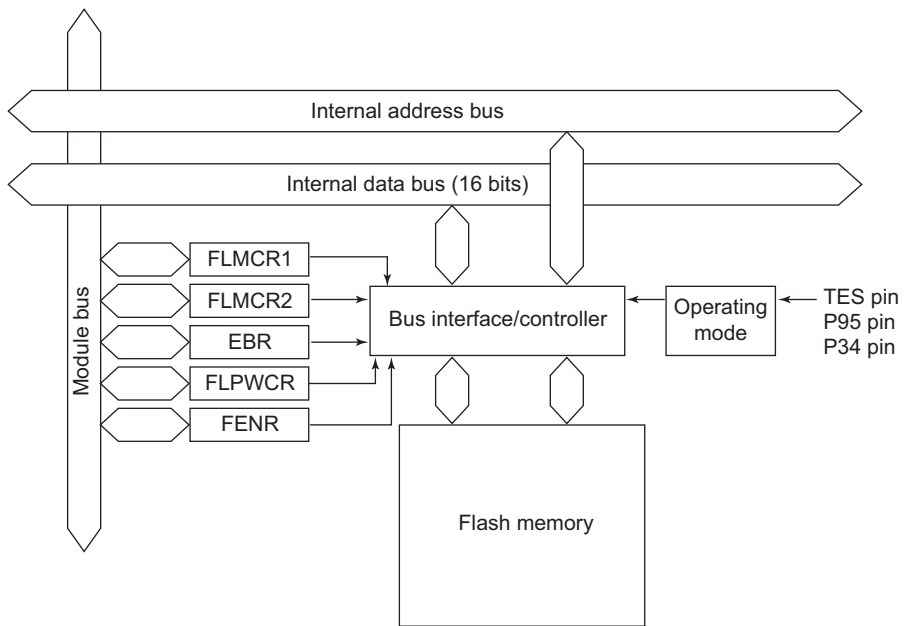 Internal address bus
Internal data bus (16 bits)
Module bus
FLMCR1
FLMCR2
EBR
FLPWCR
FENR
Bus interface/controller
Operating
mode
TES pin
P95 pin
P34 pin
Flash memory